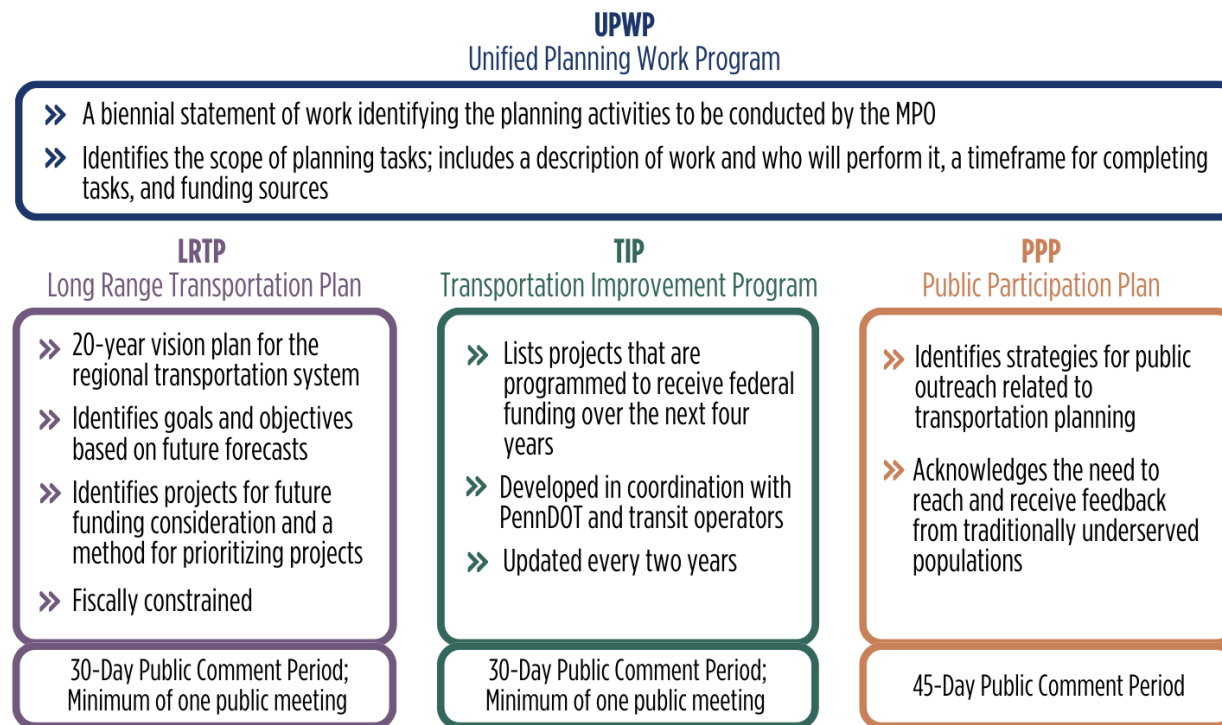 UPWP
Unified Planning Work Program
» A biennial statement of work identifying the planning activities to be conducted by the MPO
» Identifies the scope of planning tasks; includes a description of work and who will perform it, a timeframe for completing
tasks, and funding sources
LRTP
Long Range Transportation Plan
» 20-year vision plan for the
regional transportation system
» Identifies goals and objectives
based on future forecasts
» Identifies projects for future
funding consideration and a
method for prioritizing projects
» Fiscally constrained
30-Day Public Comment Period;
Minimum of one public meeting
TIP
Transportation Improvement Program
» Lists projects that are
programmed to receive federal
funding over the next four
years
» Developed in coordination with
PennDOT and transit operators
» Updated every two years
30-Day Public Comment Period;
Minimum of one public meeting
PPP
Public Participation Plan
» Identifies strategies for public
outreach related to
transportation planning
» Acknowledges the need to
reach and receive feedback
from traditionally underserved
populations
45-Day Public Comment Period